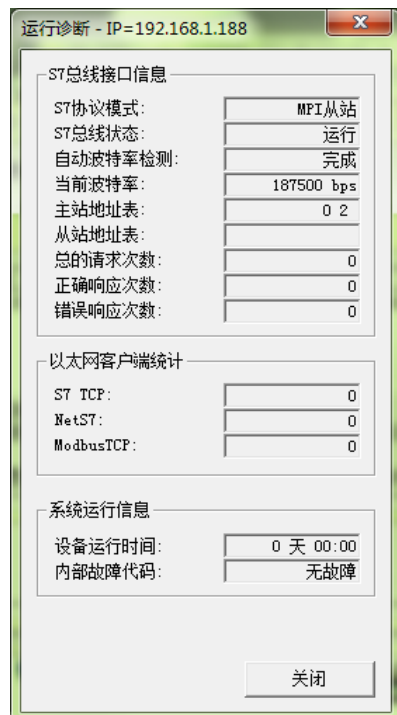 运行诊断 - IP=192.168.1.188
S7总线接口信息
S7协议模式: MPI从站
S7总线状态: 运行
自动波特率检测: 完成
当前波特率: 187500 bps
主站地址表: 0 2
从站地址表:
总的请求次数: 0
正确响应次数: 0
错误响应次数: 0
以太网客户端统计
S7 TCP: 0
NetS7: 0
ModbusTCP: 0
系统运行信息
设备运行时间: 0 天 00:00
内部故障代码: 无故障
关闭